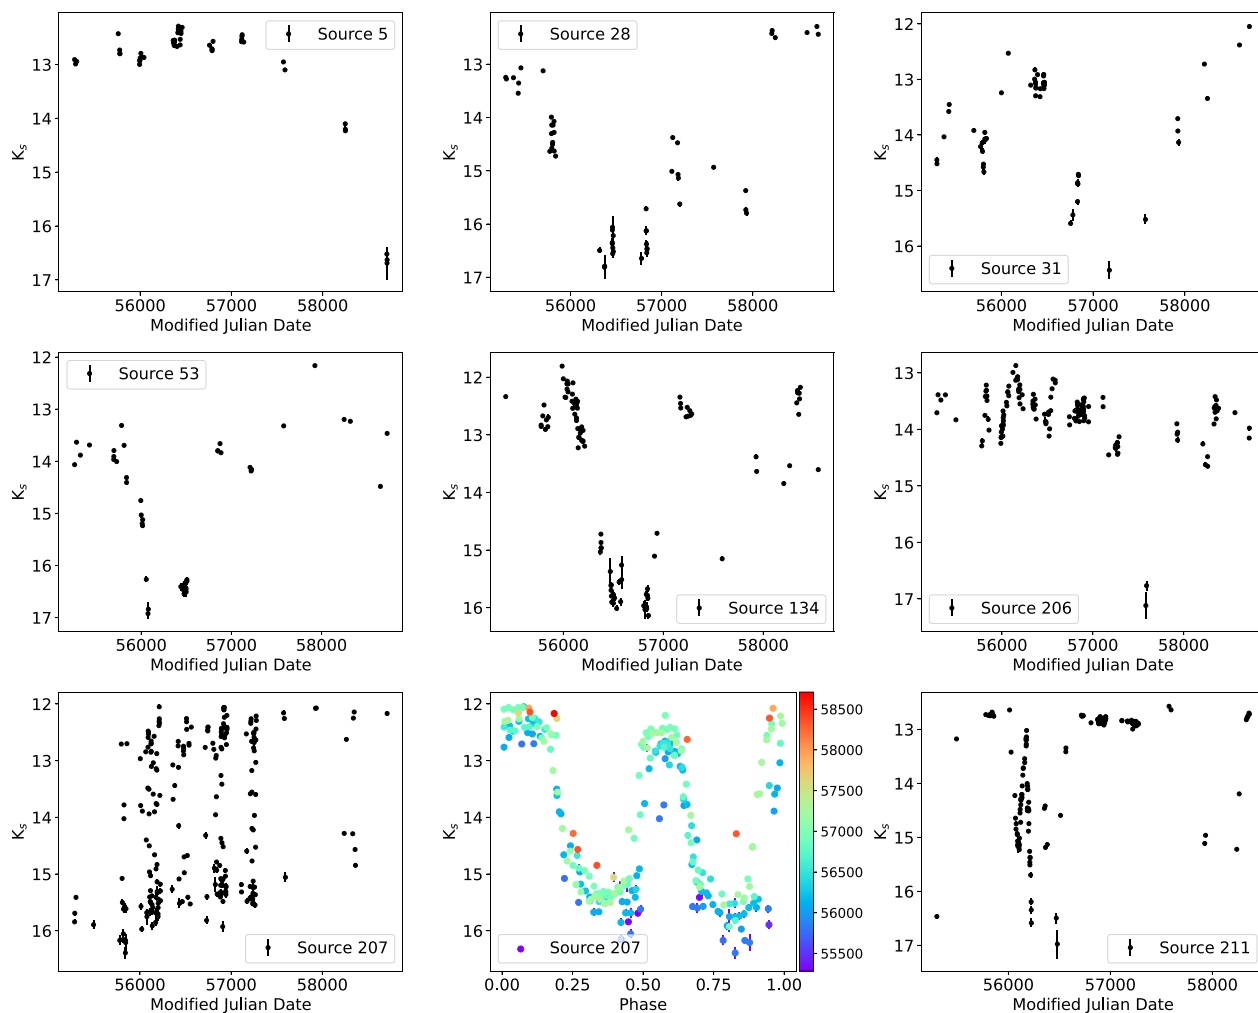 Source 5
13
14
15
16
17
K_s
56000 57000 58000
Modified Julian Date
Source 28
12
13
14
15
16
17
K_s
56000 57000 58000
Modified Julian Date
Source 31
12
13
14
15
16
K_s
56000 57000 58000
Modified Julian Date
Source 53
12
13
14
15
16
17
K_s
56000 57000 58000
Modified Julian Date
Source 134
12
13
14
15
16
K_s
56000 57000 58000
Modified Julian Date
Source 206
13
14
15
16
17
K_s
56000 57000 58000
Modified Julian Date
Source 207
12
13
14
15
16
K_s
56000 57000 58000
Modified Julian Date
Source 207
12
13
14
15
16
K_s
0.00 0.25 0.50 0.75 1.00
Phase
58500
58000
57500
57000
56500
56000
55500
Source 211
13
14
15
16
17
K_s
56000 57000 58000
Modified Julian Date